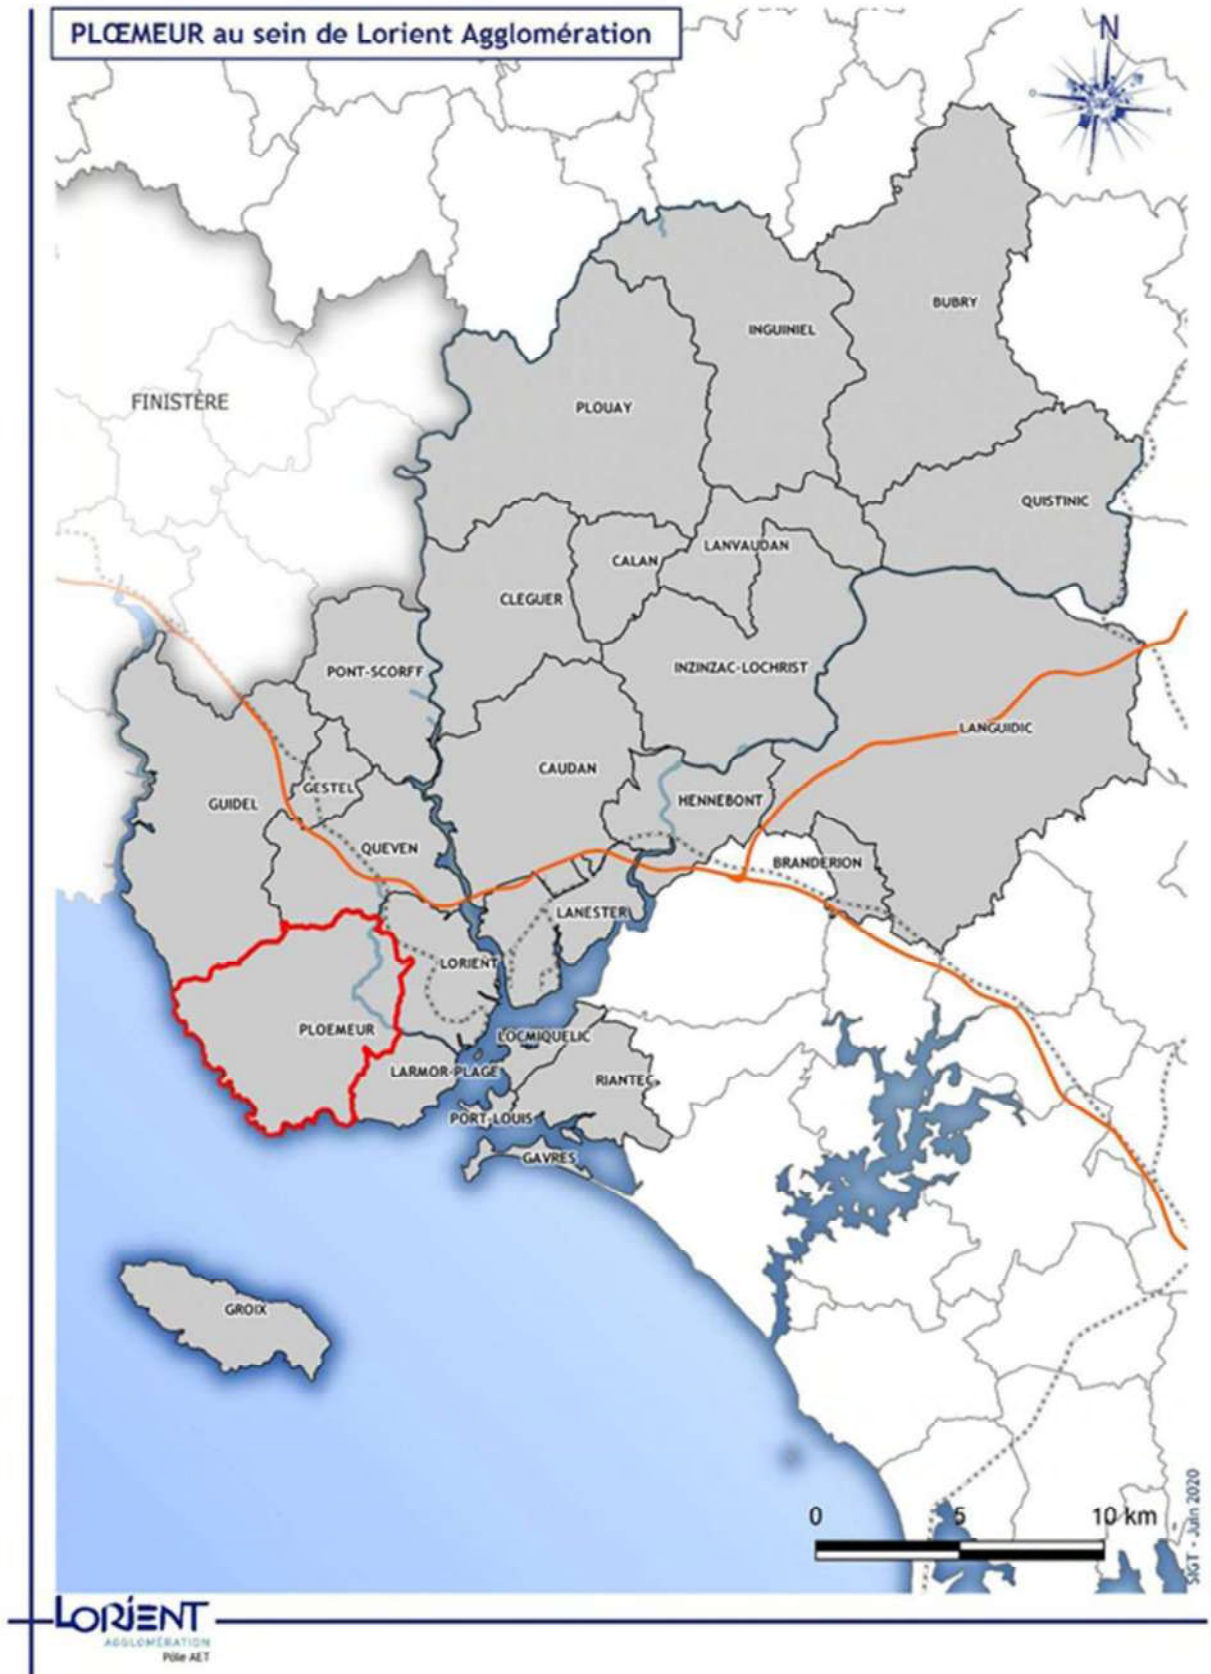 PLŒMEUR au sein de Lorient Agglomération
N
BUBRY
INGUINIEL
FINISTÈRE
PLOUAY
QUISTINIC
LANVAUDAN
CALAN
CLEGUER
PONT-SCORFF
INZINZAC-LOCHRIST
LANGUIDIC
CAUDAN
GESTEL
HENNEBONT
GUIDEL
QUEVEN
BRANDERION
LANESTER
LORIENT
PLOEMEUR
LOCMIQUELIC
LARMOR-PLAGE
RIANTEC
PORT-LOUIS
GAVRES
GROIX
0 5 10 km
SIGT - Juin 2020
LORIENT
AGGLOMÉRATION
Pôle AET